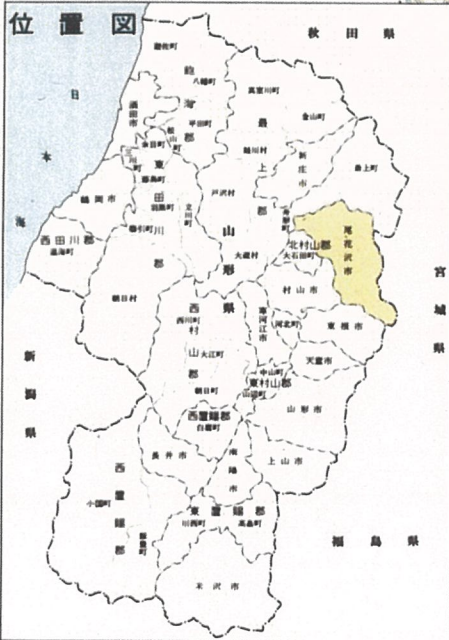 位置図
秋田県
日本海
遊佐町
飽海郡
八幡町
酒田市
平田町
松山町
余目町
真室川町
金山町
最上郡
鮭川村
新庄市
最上町
三川町
東田川郡
藤島町
羽黒町
立川町
戸沢村
鶴岡市
櫛引町
舟形町
大蔵村
西田川郡
温海町
山形県
尾花沢市
北村山郡
大石田町
宮城県
朝日村
村山市
西村山郡
西川町
寒河江市
河北町
東根市
大江町
天童市
中山町
東村山郡
山辺町
朝日町
山形市
新潟県
西置賜郡
白鷹町
長井市
南陽市
上山市
西置賜郡
小国町
飯豊町
東置賜郡
川西町
高畠町
福島県
米沢市